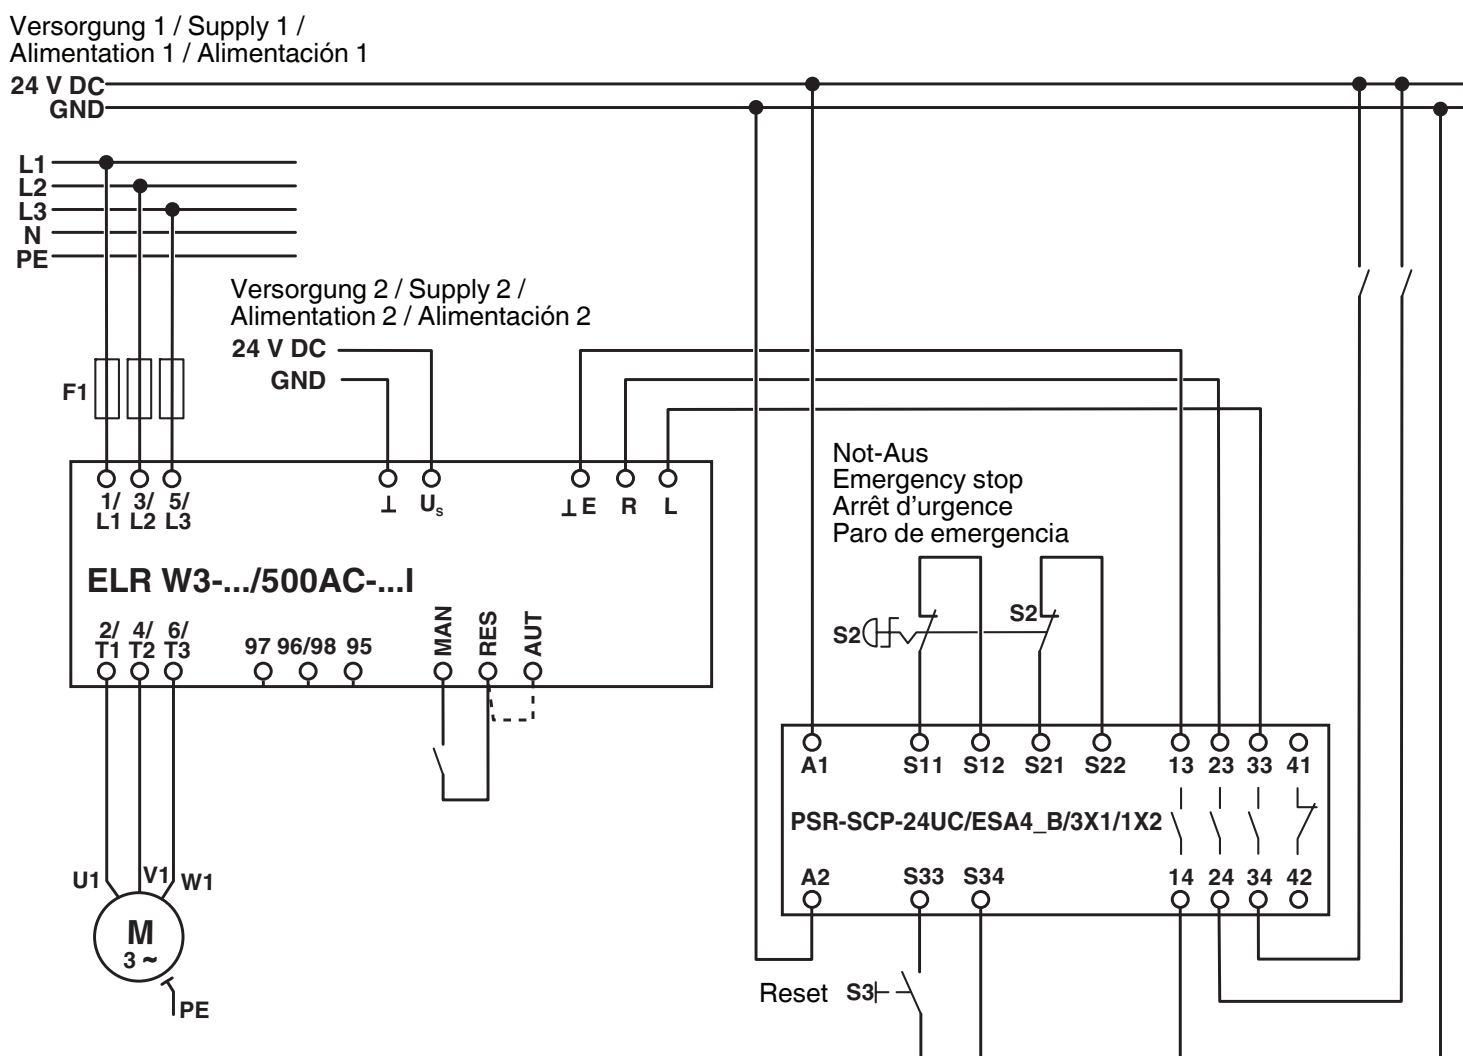 Versorgung 1 / Supply 1 /
Alimentation 1 / Alimentación 1
24 V DC
GND
L1
L2
L3
N
PE
Versorgung 2 / Supply 2 /
Alimentation 2 / Alimentación 2
24 V DC
GND
F1
Not-Aus
Emergency stop
Arrêt d’urgence
Paro de emergencia
1/ 3/ 5/
L1 L2 L3
⊥ Us ⊥E R L
ELR W3-.../500AC-...I
2/ 4/ 6/
T1 T2 T3
97 96/98 95
MAN RES AUT
S2 S2
A1 S11 S12 S21 S22 13 23 33 41
PSR-SCP-24UC/ESA4_B/3X1/1X2
A2 S33 S34 14 24 34 42
U1 V1 W1
M
3 ~
PE
Reset S3